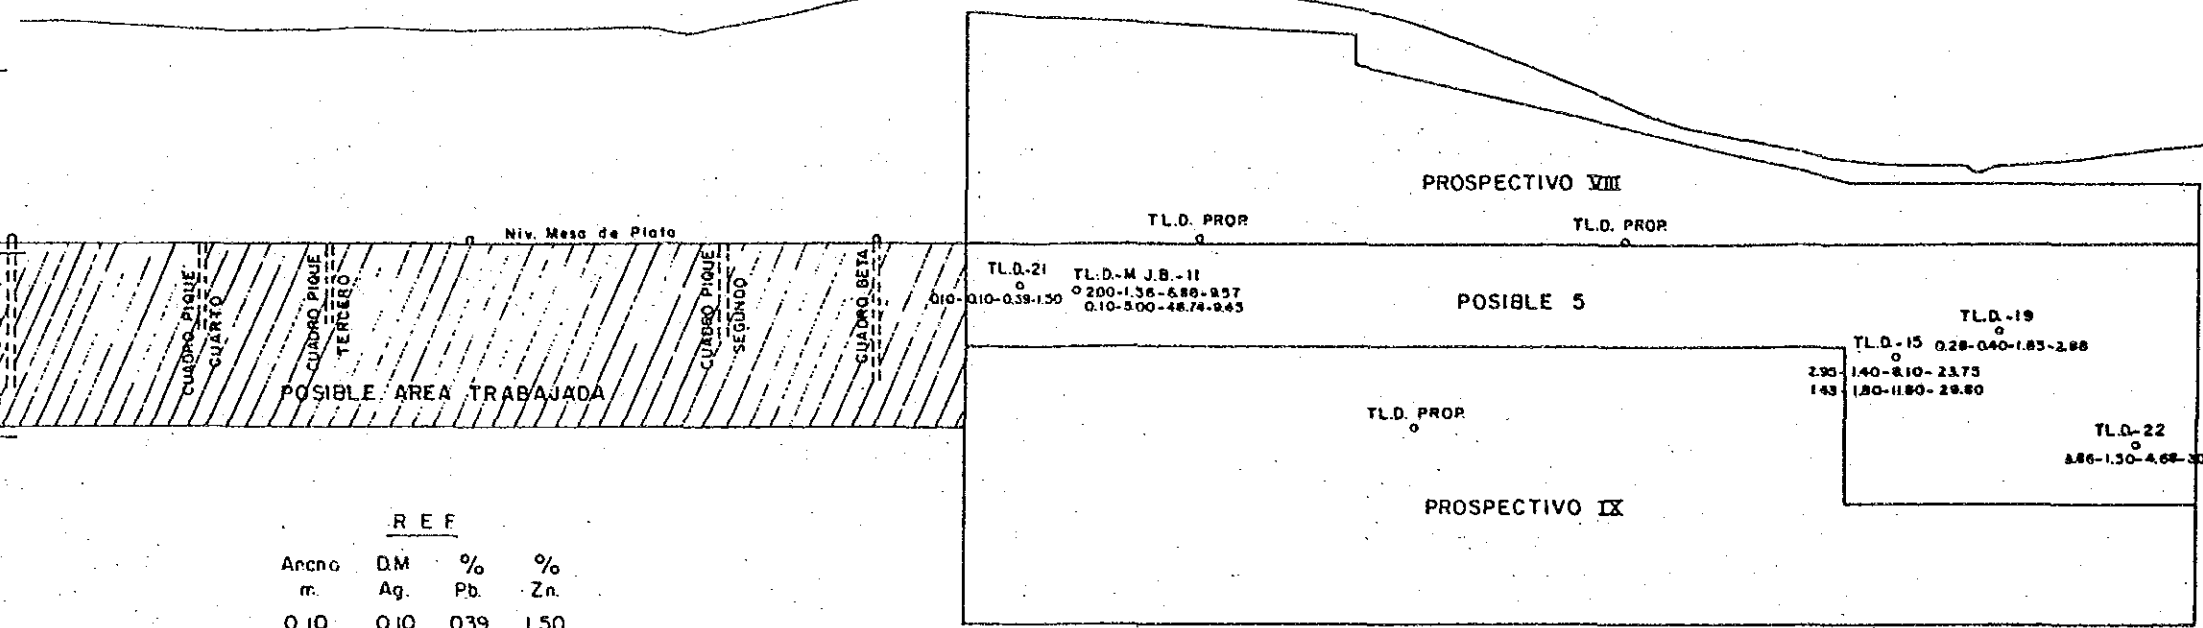 PROSPECTIVO VIII
TL.D. PROP.
TL.D. PROP.
Niv. Mesa de Plata
CUADRO PIQUE
CUARTO
CUADRO PIQUE
TERCERO
CUADRO PIQUE
SEGUNDO
CUADRO BETA
TL.D.-21
0.10-0.10-0.39-1.50
TL.D.-M J.B.-11
2.00-1.36-6.88-9.57
0.10-5.00-48.74-9.45
POSIBLE 5
TL.D.-19
0.28-0.40-1.85-2.88
TL.D.-15
2.95-1.40-8.10-23.75
1.43-1.80-11.80-29.80
POSIBLE AREA TRABAJADA
TL.D. PROP.
TL.D.-22
PROSPECTIVO IX
R E F
Ancho D.M % %
m. Ag. Pb. Zn.
0.10 0.10 0.39 1.50